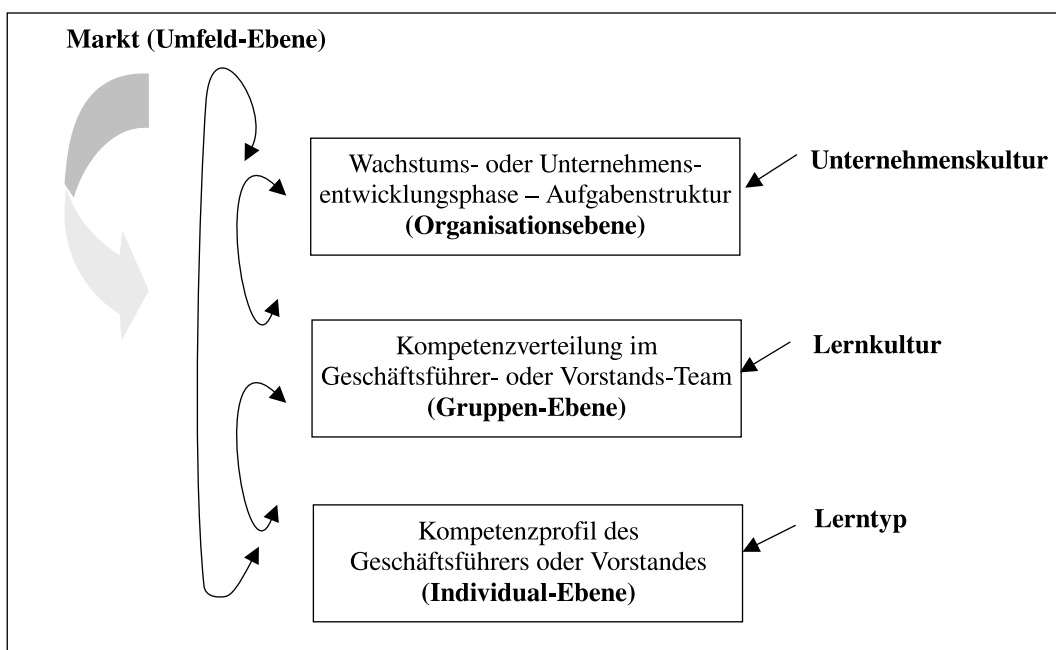 Markt (Umfeld-Ebene)
Wachstums- oder Unternehmens-
entwicklungsphase – Aufgabenstruktur
(Organisationsebene)
Unternehmenskultur
Kompetenzverteilung im
Geschäftsführer- oder Vorstands-Team
(Gruppen-Ebene)
Lernkultur
Kompetenzprofil des
Geschäftsführers oder Vorstandes
(Individual-Ebene)
Lerntyp